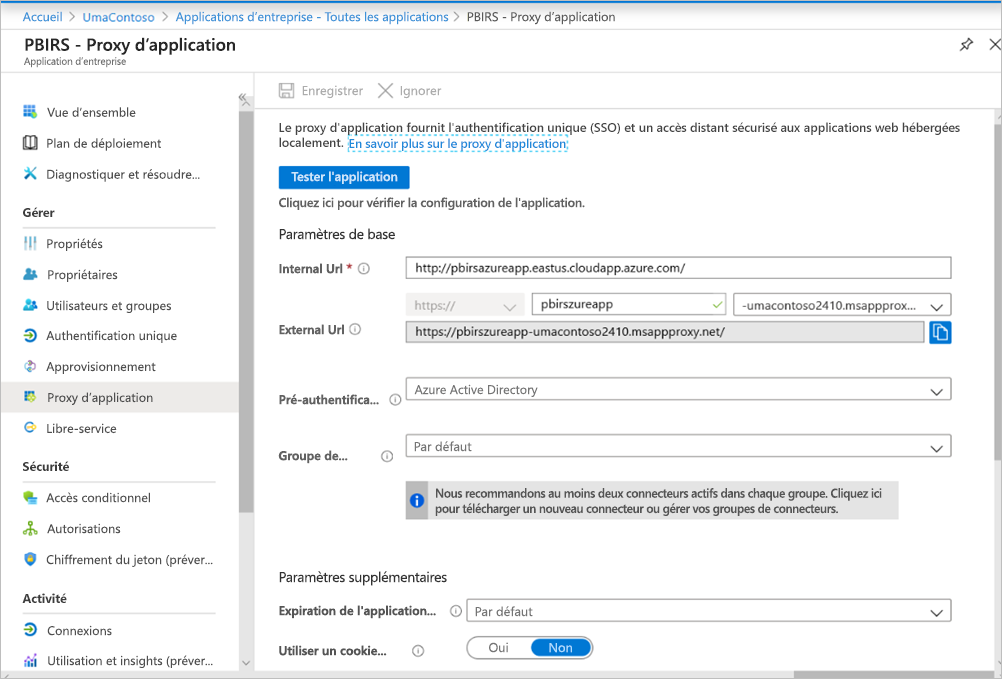 Accueil > UmaContoso > Applications d’entreprise - Toutes les applications > PBIRS - Proxy d’application
PBIRS - Proxy d’application
Application d’entreprise
Vue d’ensemble
Plan de déploiement
Diagnostiquer et résoudre...
Gérer
Propriétés
Propriétaires
Utilisateurs et groupes
Authentification unique
Approvisionnement
Proxy d’application
Libre-service
Sécurité
Accès conditionnel
Autorisations
Chiffrement du jeton (préver...
Activité
Connexions
Utilisation et insights (préver...
Enregistrer
Ignorer
Le proxy d’application fournit l’authentification unique (SSO) et un accès distant sécurisé aux applications web hébergées
localement. En savoir plus sur le proxy d’application
Tester l’application
Cliquez ici pour vérifier la configuration de l’application.
Paramètres de base
Internal Url *
http://pbirsazureapp.eastus.cloudapp.azure.com/
https://
pbirszureapp
-umacontoso2410.msappprox...
External Url
https://pbirszureapp-umacontoso2410.msappproxy.net/
Pré-authentifica...
Azure Active Directory
Groupe de...
Par défaut
Nous recommandons au moins deux connecteurs actifs dans chaque groupe. Cliquez ici
pour télécharger un nouveau connecteur ou gérer vos groupes de connecteurs.
Paramètres supplémentaires
Expiration de l’application...
Par défaut
Utiliser un cookie...
Oui
Non